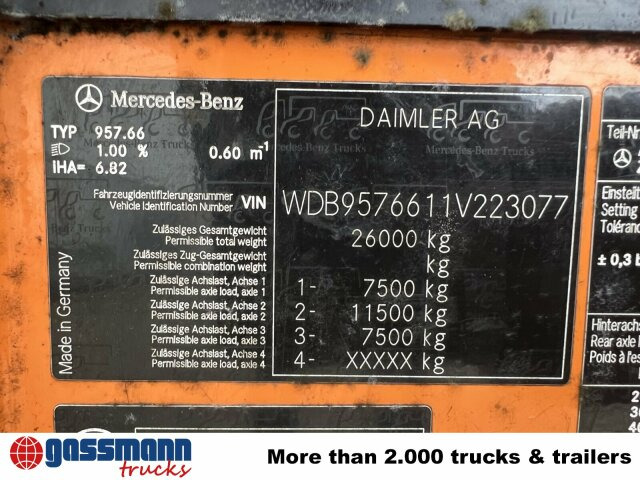 Mercedes-Benz
DAIMLER AG
TYP 957.66
1.00 % 0.60 m-1
IHA= 6.82
Fahrzeugidentifizierungsnummer
Vehicle Identification Number VIN WDB9576611V223077
Zulässiges Gesamtgewicht
Permissible total weight 26000 kg
Zulässiges Zug-Gesamtgewicht
Permissible combination weight kg
Zulässige Achslast, Achse 1
Permissible axle load, axle 1 1- 7500 kg
Zulässige Achslast, Achse 2
Permissible axle load, axle 2 2- 11500 kg
Zulässige Achslast, Achse 3
Permissible axle load, axle 3 3- 7500 kg
Zulässige Achslast, Achse 4
Permissible axle load, axle 4 4- XXXXX kg
Made in Germany
Teil-Nr
Einsteit
Setting
Toléran
± 0,3 b
Hinterachs
Rear axle l
Poids à l'es
gassmann
trucks
More than 2.000 trucks & trailers